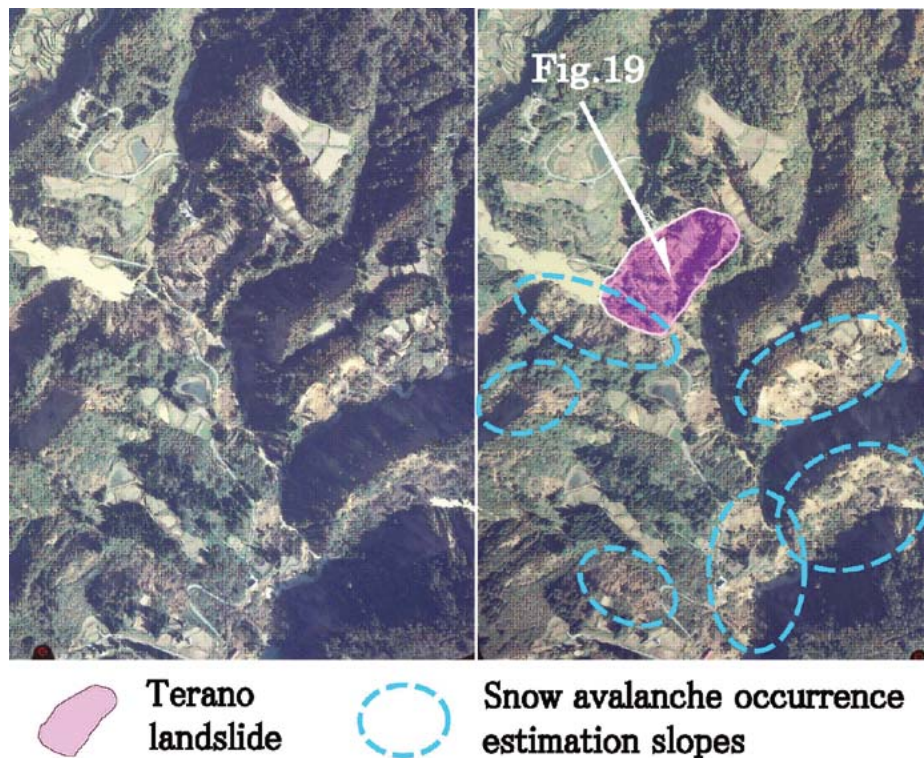 Fig.19
Terano
landslide
Snow avalanche occurrence
estimation slopes